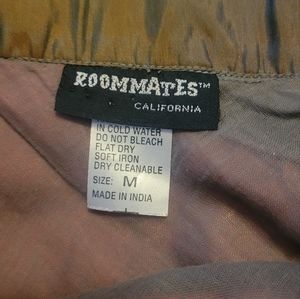 ROOMMATES™
CALIFORNIA
IN COLD WATER
DO NOT BLEACH
FLAT DRY
SOFT IRON
DRY CLEANABLE
SIZE: M
MADE IN INDIA